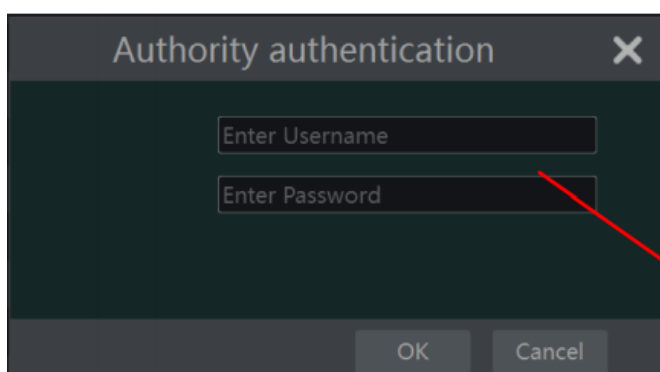 Authority authentication
Enter Username
Enter Password
OK Cancel